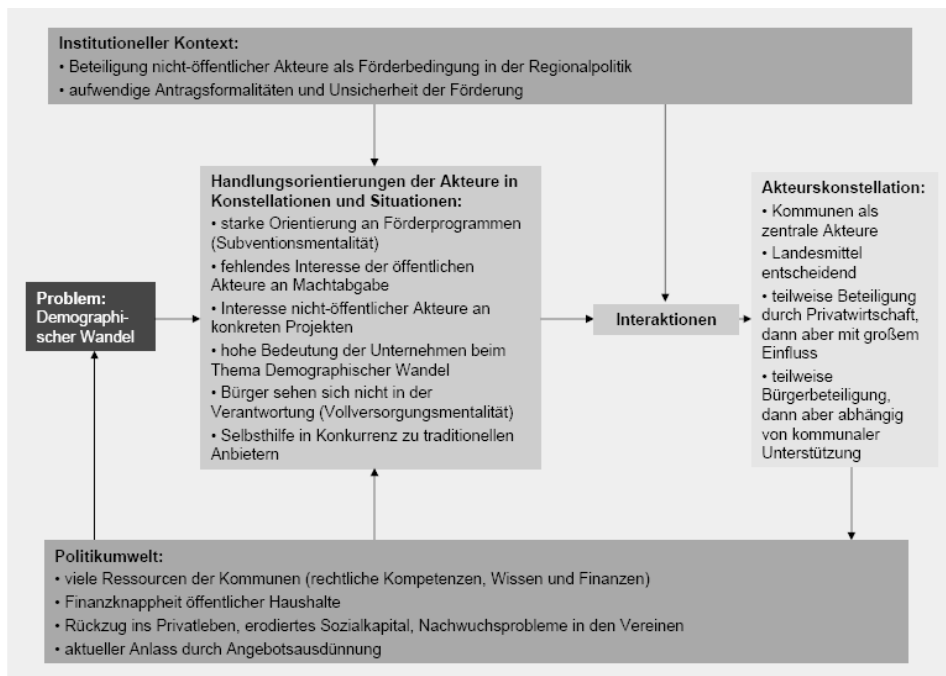 Institutioneller Kontext:
• Beteiligung nicht-öffentlicher Akteure als Förderbedingung in der Regionalpolitik
• aufwendige Antragsformalitäten und Unsicherheit der Förderung
Problem:
Demographi-
scher Wandel
Handlungsorientierungen der Akteure in
Konstellationen und Situationen:
• starke Orientierung an Förderprogrammen
(Subventionsmentalität)
• fehlendes Interesse der öffentlichen
Akteure an Machtabgabe
• Interesse nicht-öffentlicher Akteure an
konkreten Projekten
• hohe Bedeutung der Unternehmen beim
Thema Demographischer Wandel
• Bürger sehen sich nicht in der
Verantwortung (Vollversorgungsmentalität)
• Selbsthilfe in Konkurrenz zu traditionellen
Anbietern
Interaktionen
Akteurskonstellation:
• Kommunen als
zentrale Akteure
• Landesmittel
entscheidend
• teilweise Beteiligung
durch Privatwirtschaft,
dann aber mit großem
Einfluss
• teilweise
Bürgerbeteiligung,
dann aber abhängig
von kommunaler
Unterstützung
Politikumwelt:
• viele Ressourcen der Kommunen (rechtliche Kompetenzen, Wissen und Finanzen)
• Finanzknappheit öffentlicher Haushalte
• Rückzug ins Privatleben, erodiertes Sozialkapital, Nachwuchsprobleme in den Vereinen
• aktueller Anlass durch Angebotsausdünnung